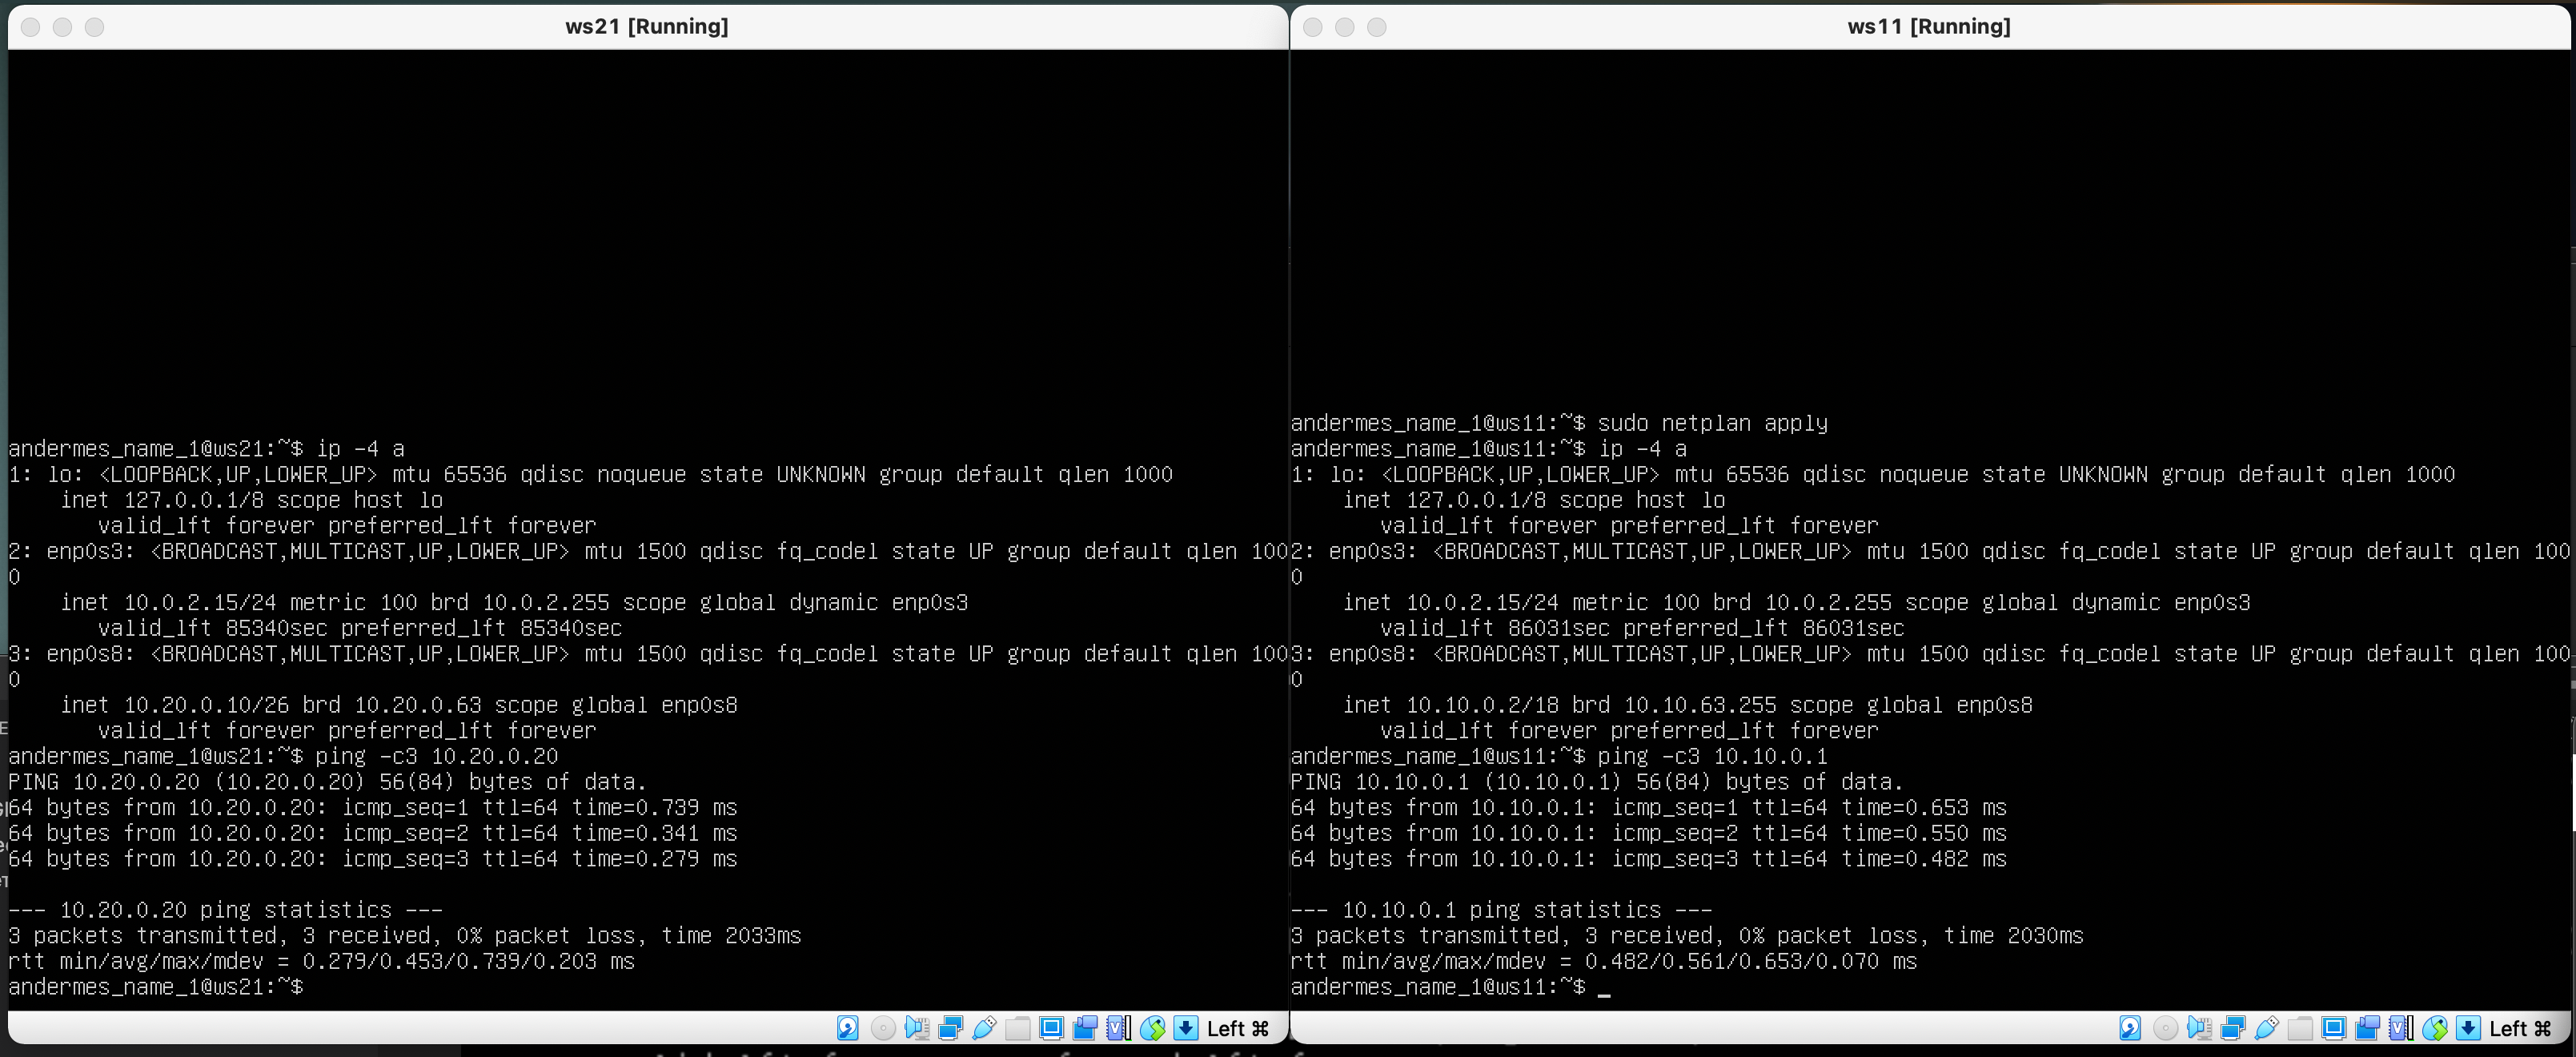 ws21 [Running]
andermes_name_1@ws21:~$ ip -4 a
1: lo: <LOOPBACK,UP,LOWER_UP> mtu 65536 qdisc noqueue state UNKNOWN group default qlen 1000
    inet 127.0.0.1/8 scope host lo
       valid_lft forever preferred_lft forever
2: enp0s3: <BROADCAST,MULTICAST,UP,LOWER_UP> mtu 1500 qdisc fq_codel state UP group default qlen 100
0
    inet 10.0.2.15/24 metric 100 brd 10.0.2.255 scope global dynamic enp0s3
       valid_lft 85340sec preferred_lft 85340sec
3: enp0s8: <BROADCAST,MULTICAST,UP,LOWER_UP> mtu 1500 qdisc fq_codel state UP group default qlen 100
0
    inet 10.20.0.10/26 brd 10.20.0.63 scope global enp0s8
       valid_lft forever preferred_lft forever
andermes_name_1@ws21:~$ ping -c3 10.20.0.20
PING 10.20.0.20 (10.20.0.20) 56(84) bytes of data.
64 bytes from 10.20.0.20: icmp_seq=1 ttl=64 time=0.739 ms
64 bytes from 10.20.0.20: icmp_seq=2 ttl=64 time=0.341 ms
64 bytes from 10.20.0.20: icmp_seq=3 ttl=64 time=0.279 ms
--- 10.20.0.20 ping statistics ---
3 packets transmitted, 3 received, 0% packet loss, time 2033ms
rtt min/avg/max/mdev = 0.279/0.453/0.739/0.203 ms
andermes_name_1@ws21:~$
Left ⌘
ws11 [Running]
andermes_name_1@ws11:~$ sudo netplan apply
andermes_name_1@ws11:~$ ip -4 a
1: lo: <LOOPBACK,UP,LOWER_UP> mtu 65536 qdisc noqueue state UNKNOWN group default qlen 1000
    inet 127.0.0.1/8 scope host lo
       valid_lft forever preferred_lft forever
2: enp0s3: <BROADCAST,MULTICAST,UP,LOWER_UP> mtu 1500 qdisc fq_codel state UP group default qlen 100
0
    inet 10.0.2.15/24 metric 100 brd 10.0.2.255 scope global dynamic enp0s3
       valid_lft 86031sec preferred_lft 86031sec
3: enp0s8: <BROADCAST,MULTICAST,UP,LOWER_UP> mtu 1500 qdisc fq_codel state UP group default qlen 100
0
    inet 10.10.0.2/18 brd 10.10.63.255 scope global enp0s8
       valid_lft forever preferred_lft forever
andermes_name_1@ws11:~$ ping -c3 10.10.0.1
PING 10.10.0.1 (10.10.0.1) 56(84) bytes of data.
64 bytes from 10.10.0.1: icmp_seq=1 ttl=64 time=0.653 ms
64 bytes from 10.10.0.1: icmp_seq=2 ttl=64 time=0.550 ms
64 bytes from 10.10.0.1: icmp_seq=3 ttl=64 time=0.482 ms
--- 10.10.0.1 ping statistics ---
3 packets transmitted, 3 received, 0% packet loss, time 2030ms
rtt min/avg/max/mdev = 0.482/0.561/0.653/0.070 ms
andermes_name_1@ws11:~$ _
Left ⌘